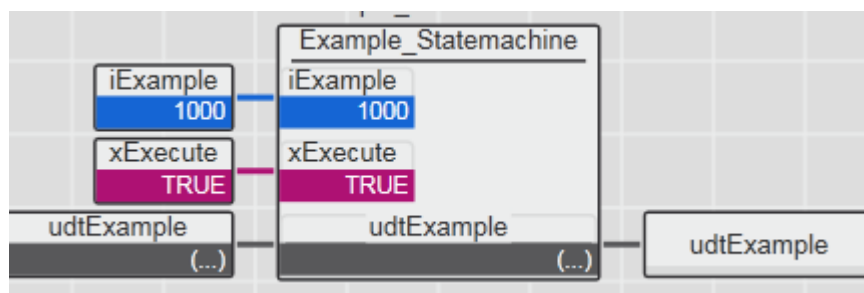 Example_Statemachine
iExample
iExample
1000
1000
xExecute
xExecute
TRUE
TRUE
udtExample
udtExample
udtExample
(...)
(...)